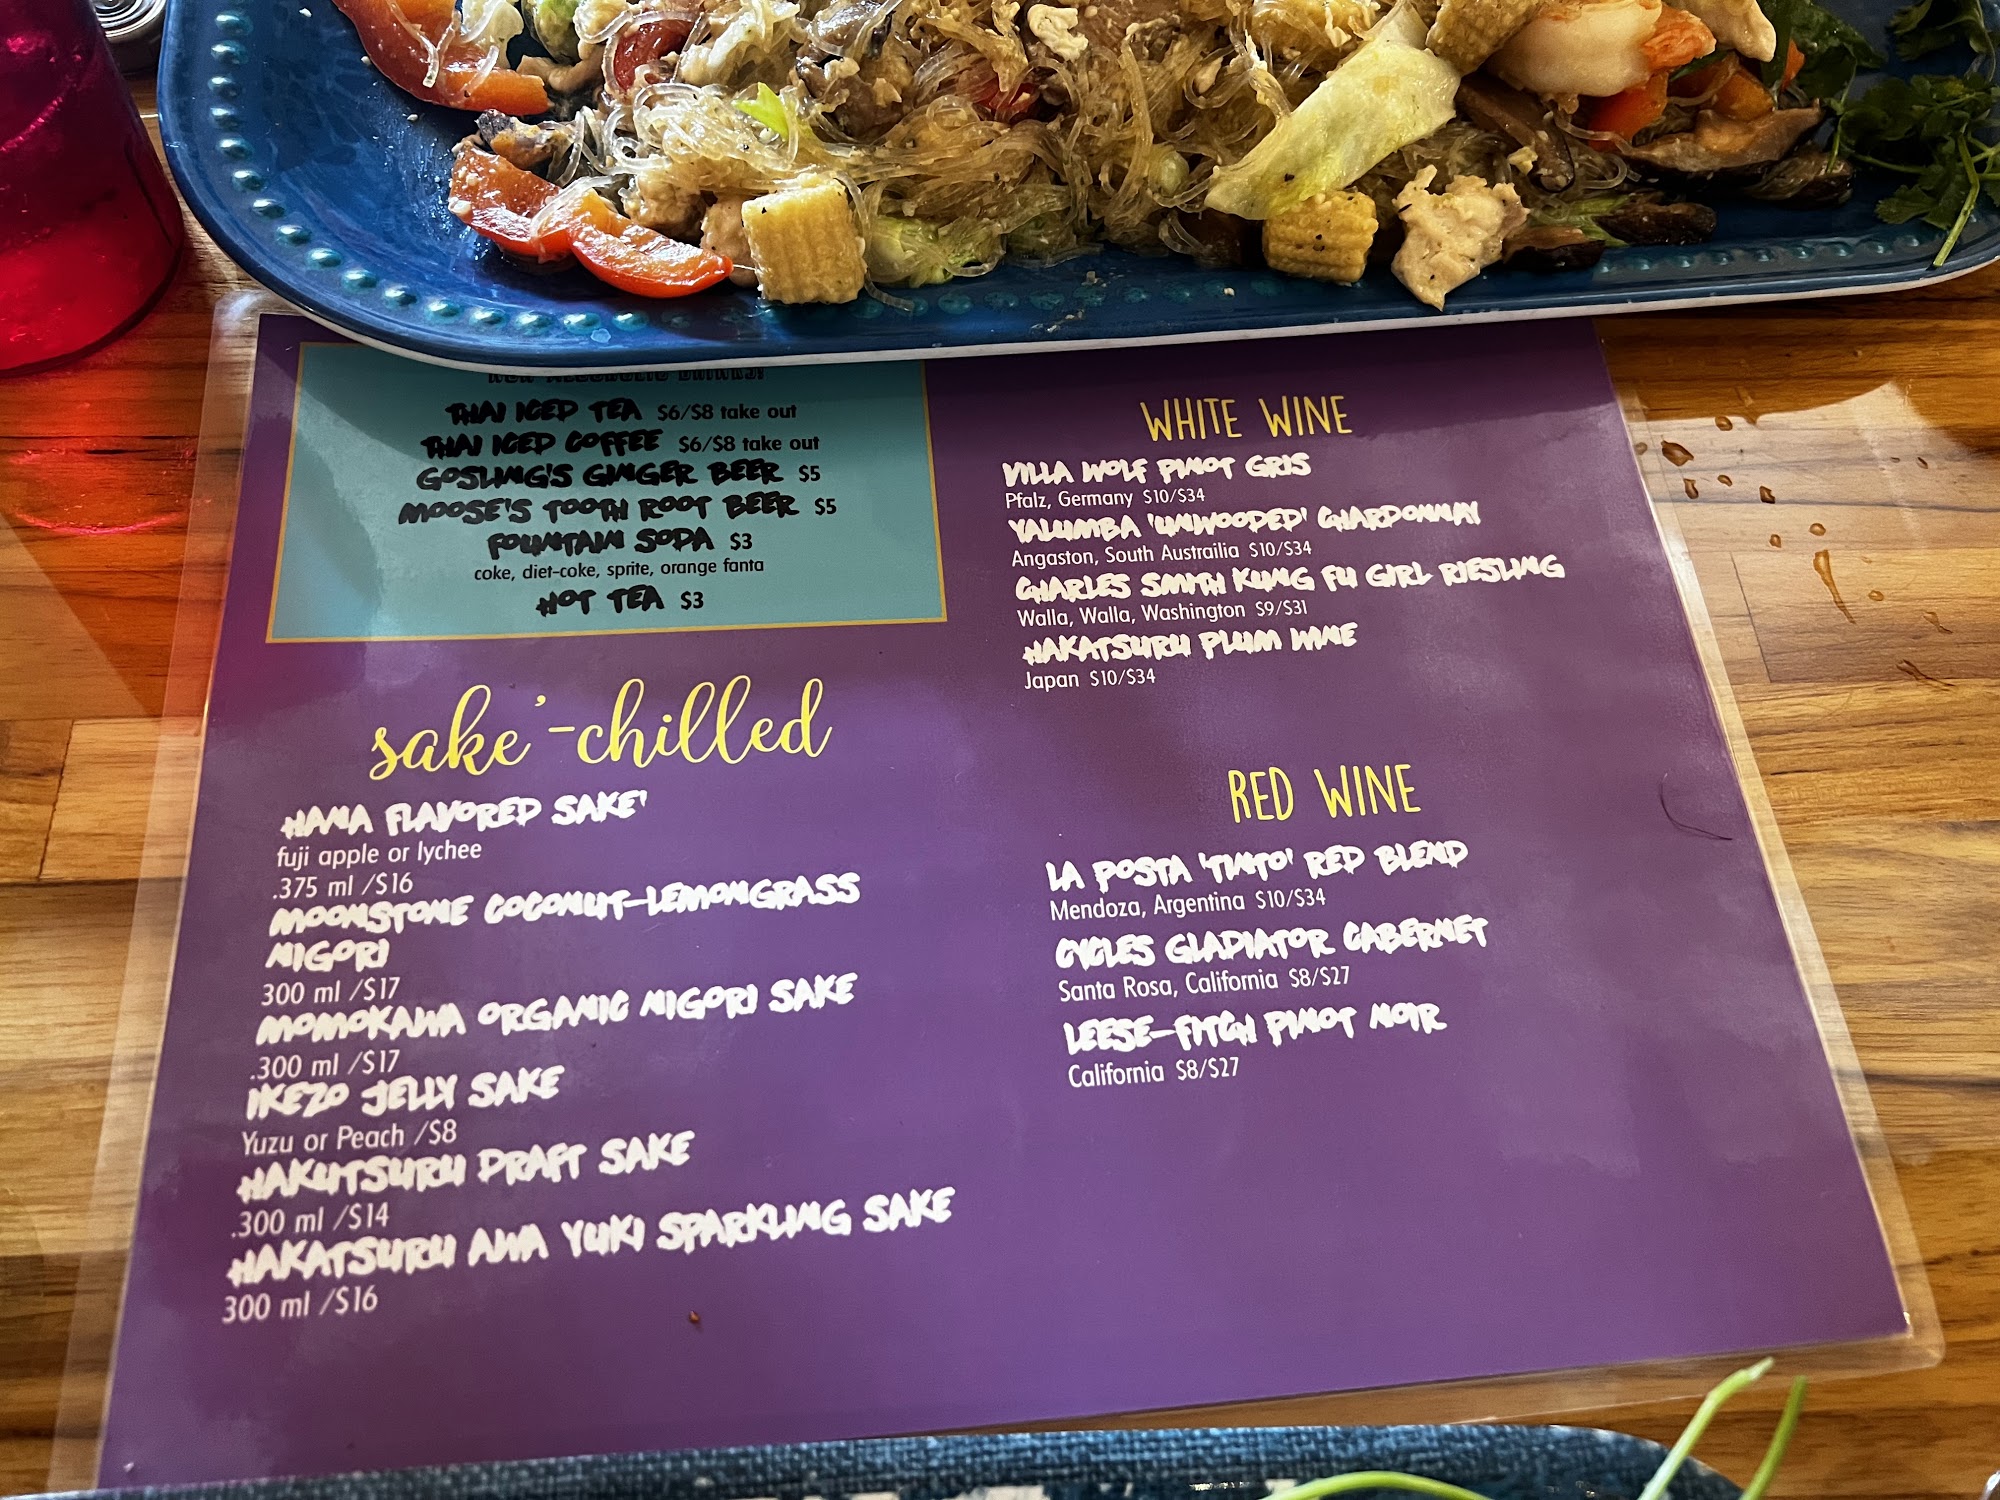 NON ALCOHOLIC DRINKS!
THAI ICED TEA $6/$8 take out
THAI ICED COFFEE $6/$8 take out
GOSLING'S GINGER BEER $5
MOOSE'S TOOTH ROOT BEER $5
FOUNTAIN SODA $3
coke, diet-coke, sprite, orange fanta
HOT TEA $3
sake'-chilled
HANA FLAVORED SAKE'
fuji apple or lychee
.375 ml /$16
MOONSTONE COCONUT-LEMONGRASS
NIGORI
300 ml /$17
MOMOKAWA ORGANIC NIGORI SAKE
.300 ml /$17
IKEZO JELLY SAKE
Yuzu or Peach /$8
HAKUTSURU DRAFT SAKE
.300 ml /$14
HAKATSURU AWA YUKI SPARKLING SAKE
300 ml /$16
WHITE WINE
VILLA WOLF PINOT GRIS
Pfalz, Germany $10/$34
YALUMBA 'UNWOODED' CHARDONNAY
Angaston, South Austrailia $10/$34
CHARLES SMITH KUNG FU GIRL RIESLING
Walla, Walla, Washington $9/$31
HAKATSURU PLUM WINE
Japan $10/$34
RED WINE
LA POSTA 'TINTO' RED BLEND
Mendoza, Argentina $10/$34
CYCLES GLADIATOR CABERNET
Santa Rosa, California $8/$27
LEESE-FITCH PINOT NOIR
California $8/$27